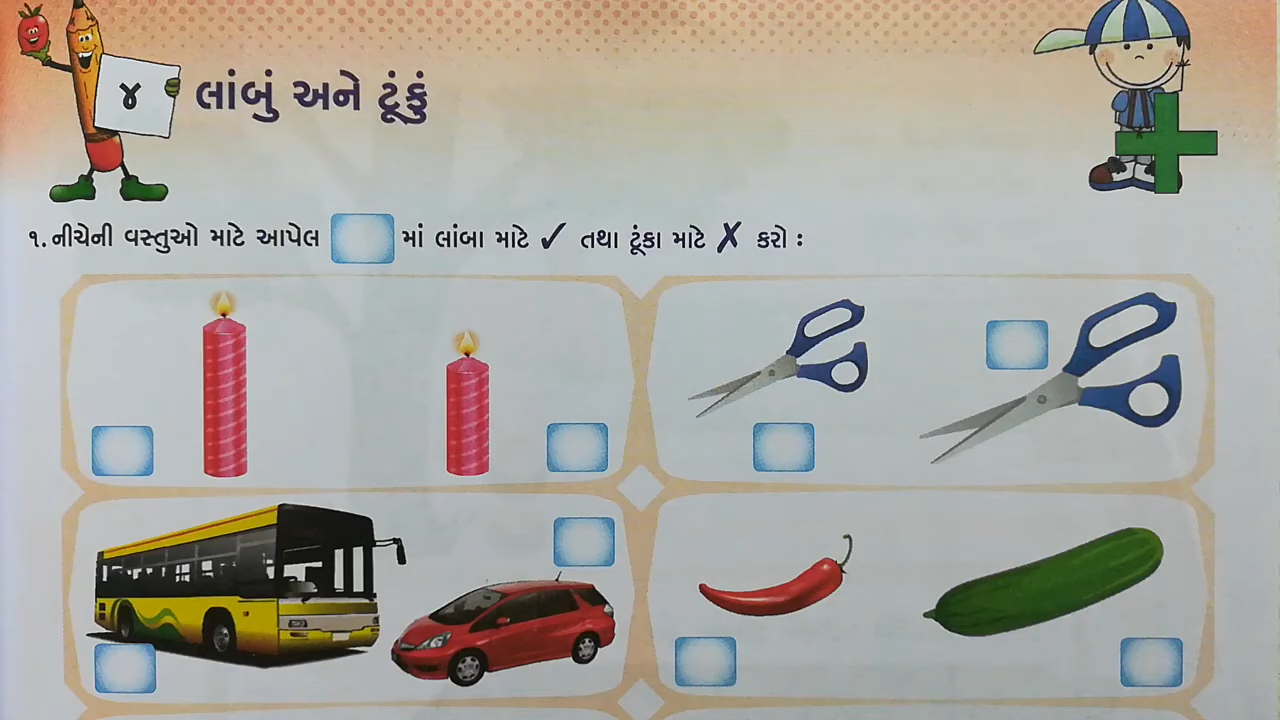 ૪
લાંબું અને ટૂંકું
૧. નીચેની વસ્તુઓ માટે આપેલ માં લાંબા માટે ✓ તથા ટૂંકા માટે ✗ કરો :